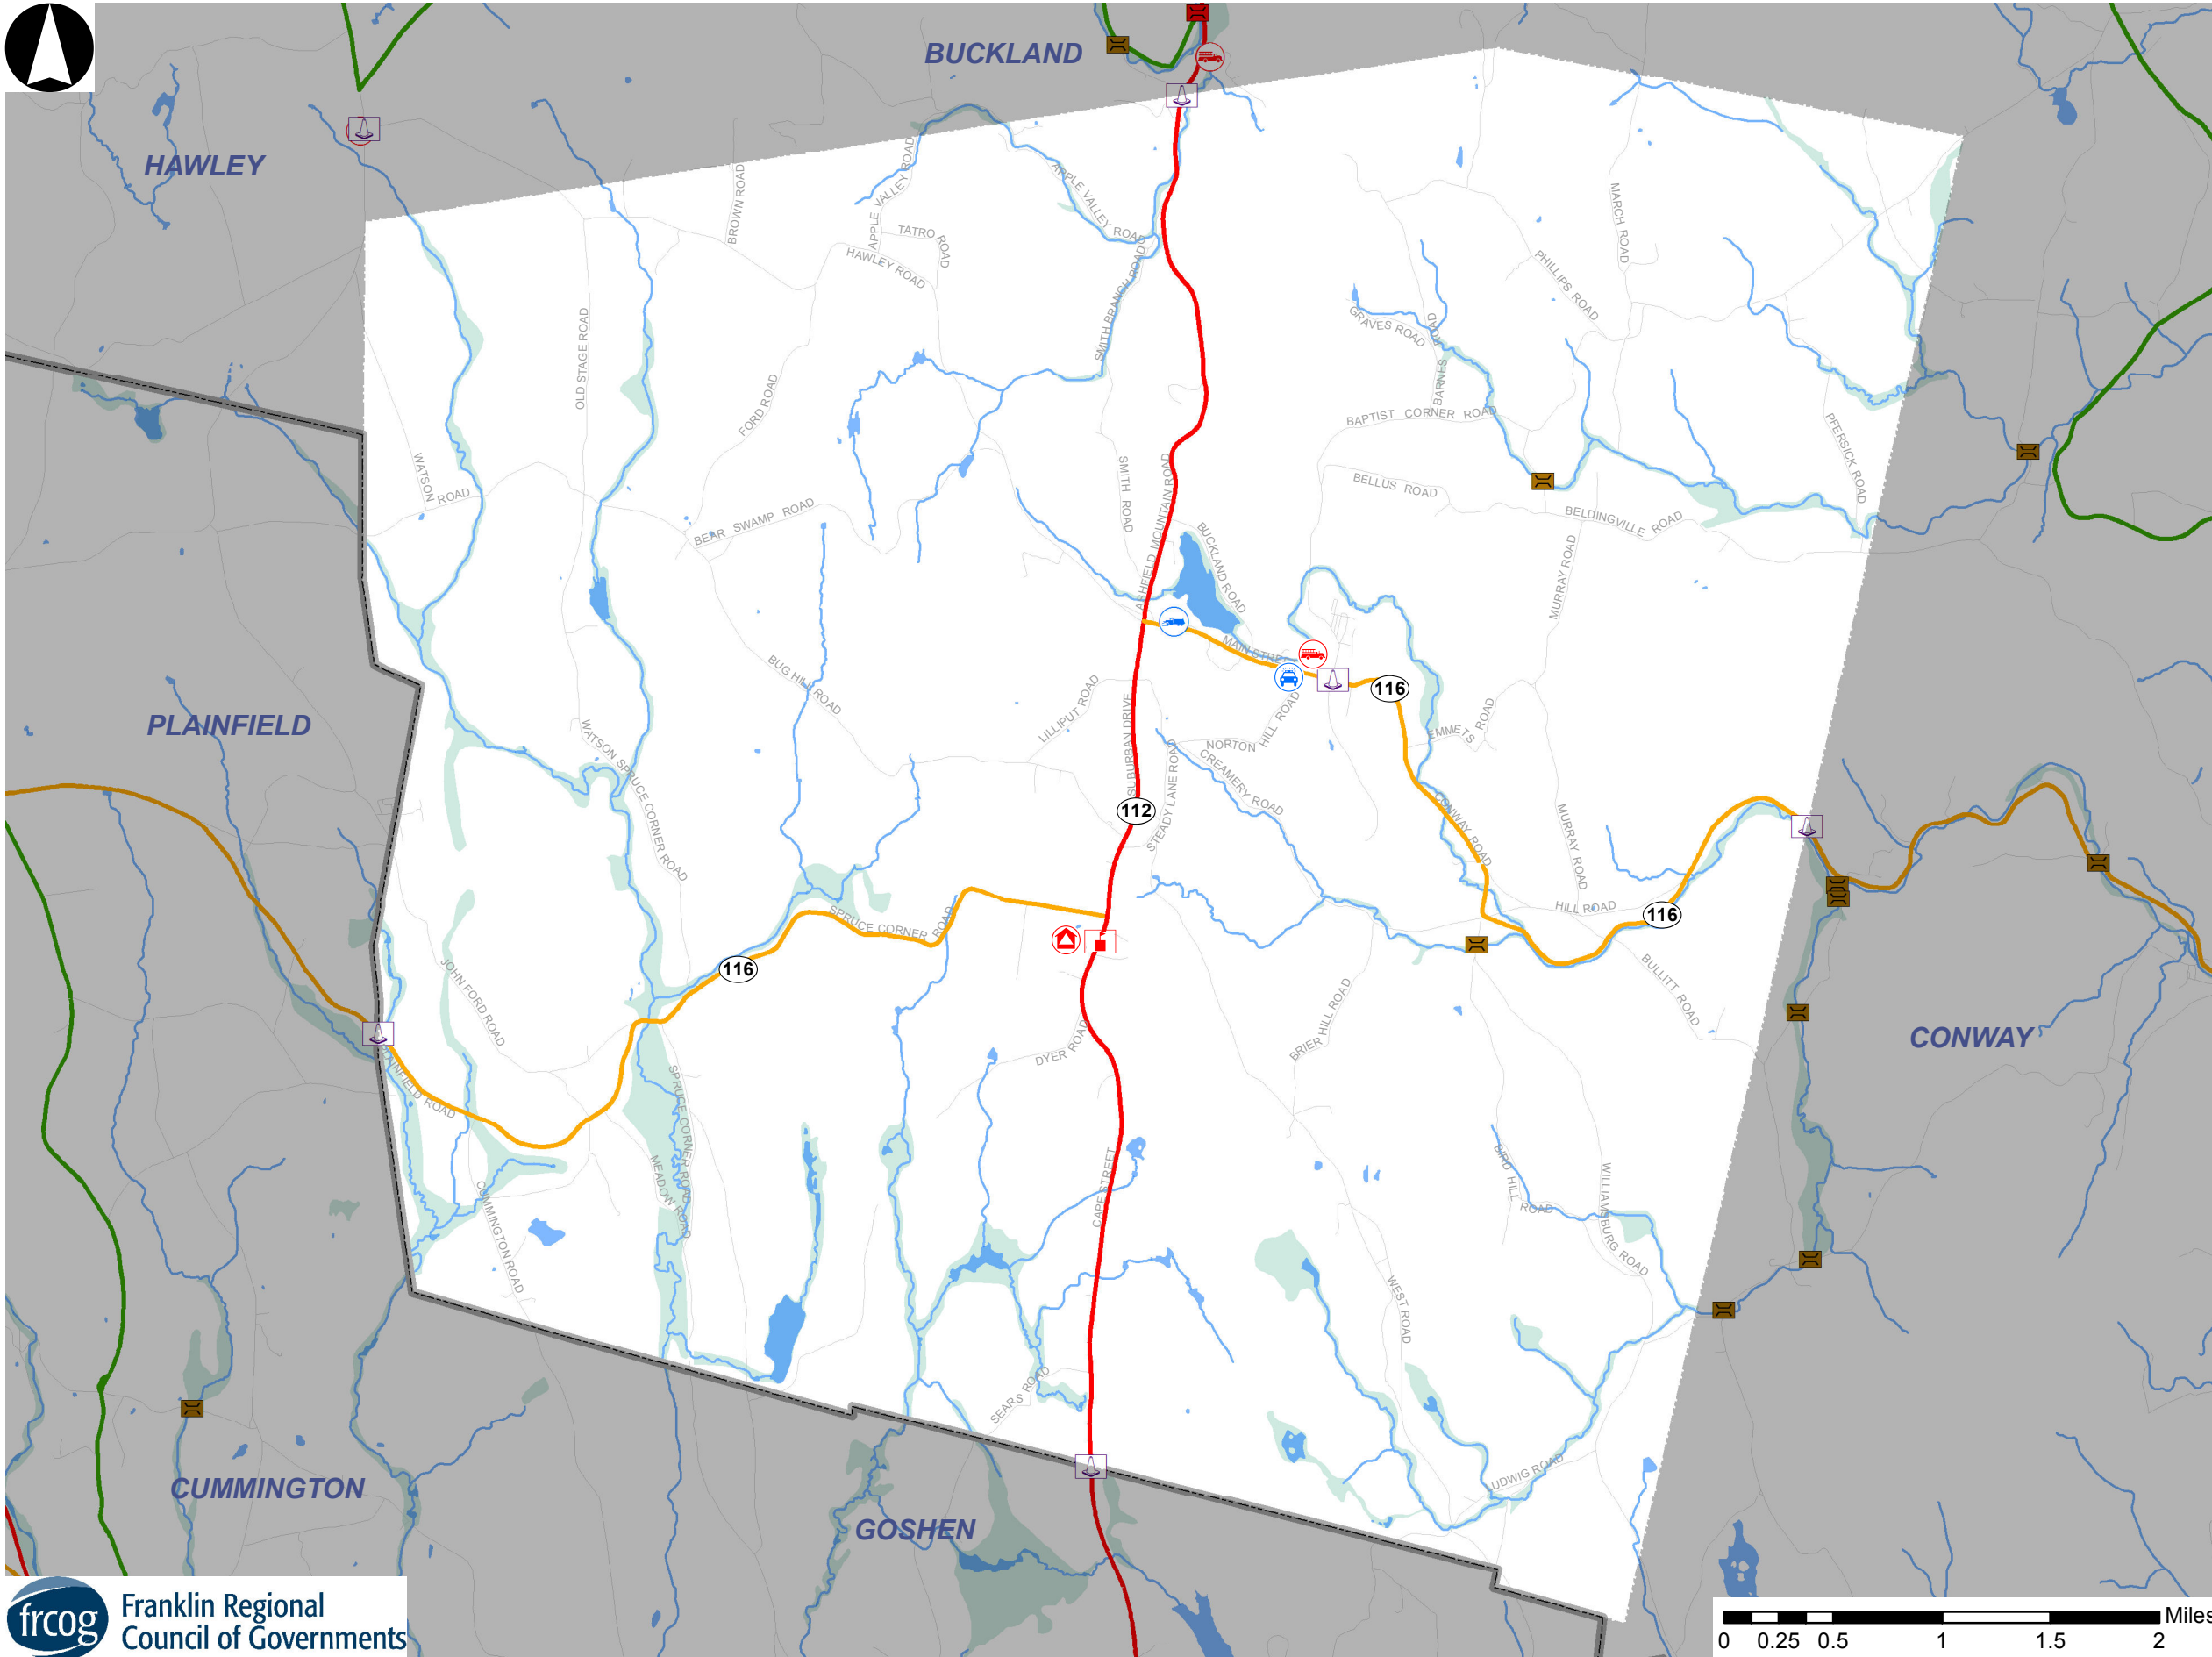 BUCKLAND
HAWLEY
BROWN ROAD
APPLE VALLEY ROAD
APPLE VALLEY ROAD
TATRO ROAD
HAWLEY ROAD
MARCH ROAD
PHILLIPS ROAD
SMITH BRANCH ROAD
OLD STAGE ROAD
GRAVES ROAD
BARNES ROAD
FORD ROAD
BAPTIST CORNER ROAD
PFERSICK ROAD
WATSON ROAD
SMITH ROAD
ASHFIELD MOUNTAIN ROAD
BELLUS ROAD
BEAR SWAMP ROAD
BELDINGVILLE ROAD
BUCKLAND ROAD
MURRAY ROAD
MAIN STREET
116
PLAINFIELD
BUG HILL ROAD
LILLIPUT ROAD
SUBURBAN DRIVE
NORTON HILL ROAD
EMMETS ROAD
WATSON SPRUCE CORNER ROAD
CREAMERY ROAD
STEADY LANE ROAD
112
CONWAY ROAD
MURRAY ROAD
HILL ROAD
116
SPRUCE CORNER ROAD
116
JOHN FORD ROAD
BULLITT ROAD
BRIER HILL ROAD
CONWAY
DYER ROAD
INFIELD ROAD
SPRUCE CORNER ROAD
MEADOW ROAD
CAPE STREET
BIRD HILL ROAD
WILLIAMSBURG ROAD
CUMMINGTON ROAD
WEST ROAD
SEARS ROAD
LUDWIG ROAD
CUMMINGTON
GOSHEN
frcog
Franklin Regional
Council of Governments
Miles
0 0.25 0.5 1 1.5 2